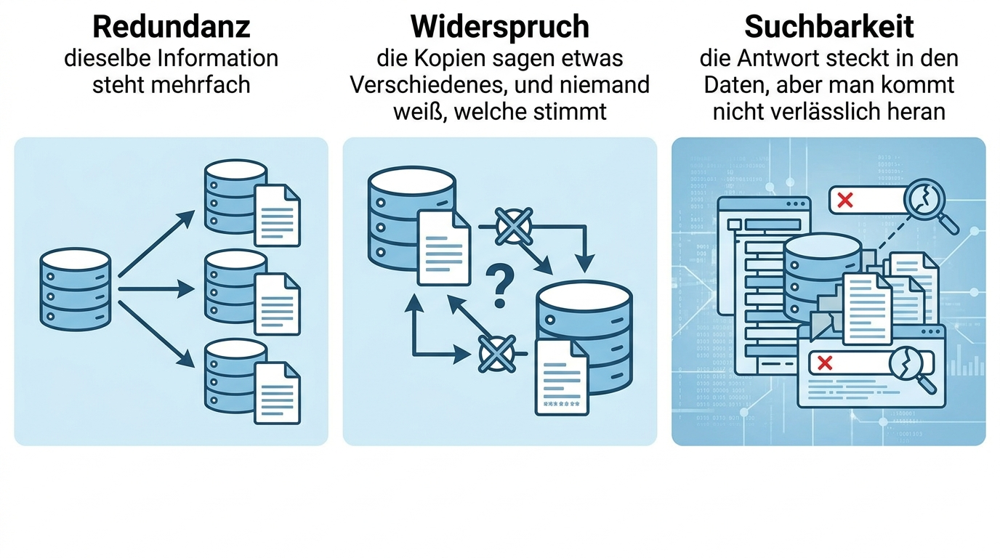 Redundanz
dieselbe Information
steht mehrfach
Widerspruch
die Kopien sagen etwas
Verschiedenes, und niemand
weiß, welche stimmt
Suchbarkeit
die Antwort steckt in den
Daten, aber man kommt
nicht verlässlich heran
?